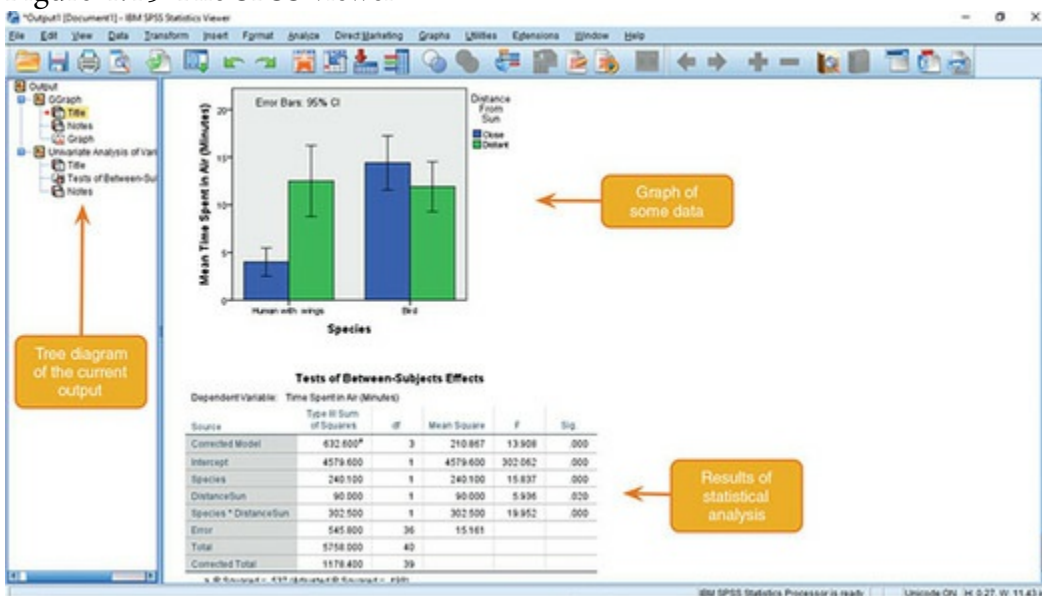 *Output1 [Document1] - IBM SPSS Statistics Viewer
File Edit View Data Transform Insert Format Analyze Direct Marketing Graphs Utilities Extensions Window Help
Output
GGraph
Title
Notes
Graph
Univariate Analysis of Vari
Title
Tests of Between-Sul
Notes
Error Bars: 95% CI
Distance
From
Sun
Close
Distant
Mean Time Spent in Air (Minutes)
20
15
10
5
0
Human with wings Bird
Species
Graph of
some data
Tree diagram
of the current
output
Tests of Between-Subjects Effects
Dependent Variable: Time Spent in Air (Minutes)
Source Type III Sum of Squares df Mean Square F Sig.
Corrected Model 632.600a 3 210.867 13.908 .000
Intercept 4579.600 1 4579.600 302.062 .000
Species 240.100 1 240.100 15.837 .000
DistanceSun 90.000 1 90.000 5.936 .020
Species * DistanceSun 302.500 1 302.500 19.952 .000
Error 545.800 36 15.161
Total 5758.000 40
Corrected Total 1178.400 39
Results of
statistical
analysis
IBM SPSS Statistics Processor is ready Unicode:ON H: 0.27, W: 11.43